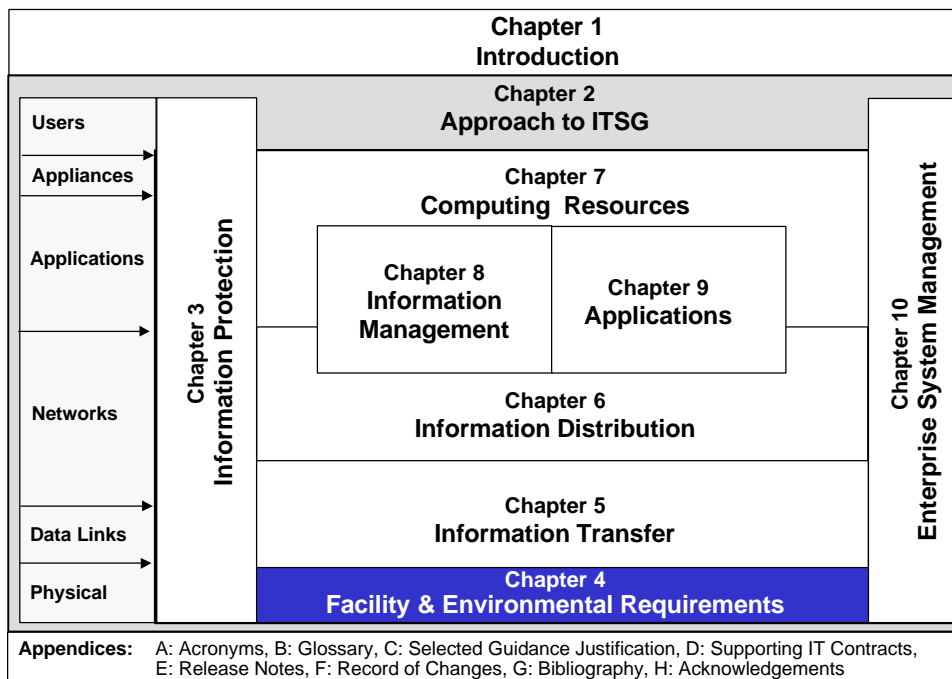 Chapter 1
Introduction
Chapter 2
Approach to ITSG
Users
Appliances
Applications
Networks
Data Links
Physical
Chapter 3
Information Protection
Chapter 7
Computing Resources
Chapter 8
Information
Management
Chapter 9
Applications
Chapter 6
Information Distribution
Chapter 5
Information Transfer
Chapter 4
Facility & Environmental Requirements
Chapter 10
Enterprise System Management
Appendices: A: Acronyms, B: Glossary, C: Selected Guidance Justification, D: Supporting IT Contracts,
E: Release Notes, F: Record of Changes, G: Bibliography, H: Acknowledgements